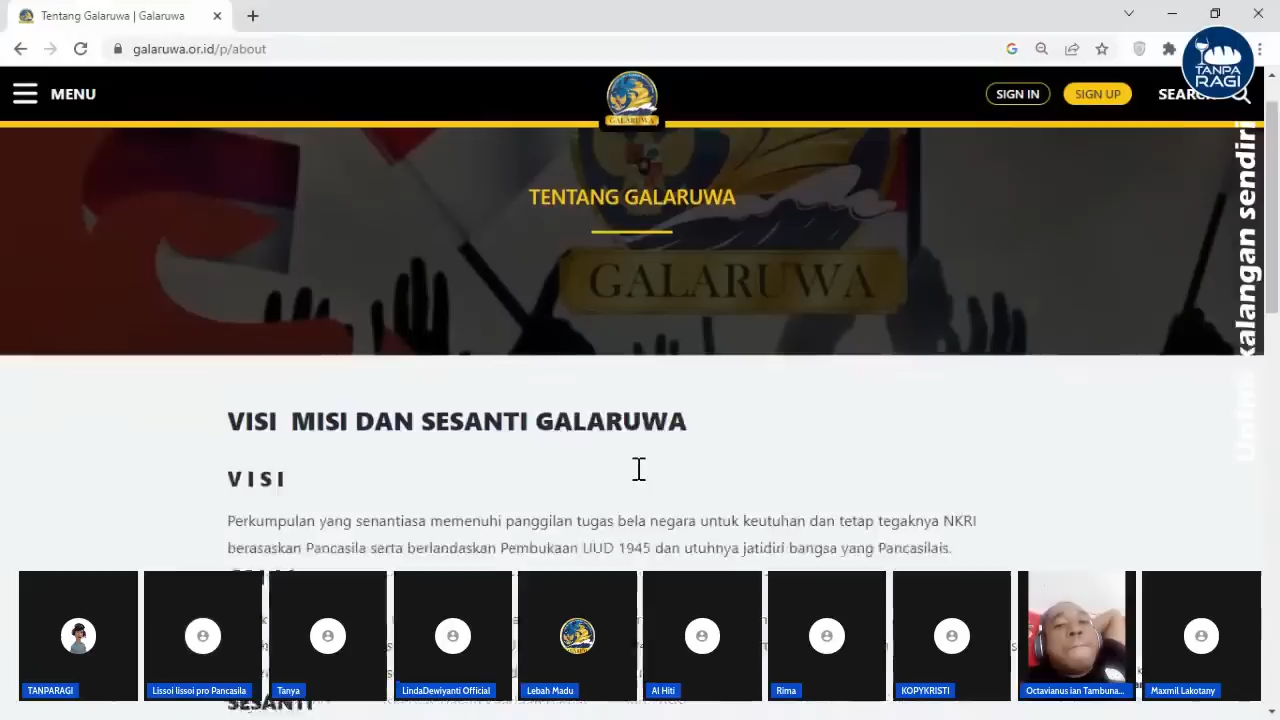 Tentang Galaruwa | Galaruwa
galaruwa.or.id/p/about
MENU
GALARUWA
SIGN IN
SIGN UP
TANPA
RAGI
TENTANG GALARUWA
GALARUWA
kalangan sendiri
VISI MISI DAN SESANTI GALARUWA
V I S I
Perkumpulan yang senantiasa memenuhi panggilan tugas bela negara untuk keutuhan dan tetap tegaknya NKRI
berasaskan Pancasila serta berlandaskan Pembukaan UUD 1945 dan utuhnya jatidiri bangsa yang Pancasilais.
SESANTI
TANPARAGI
Lissoi lissoi pro Pancasila
Tanya
LindaDewiyanti Official
Lebah Madu
Al Hiti
Rima
KOPYKRISTI
Octavianus ian Tambuna...
Maxmil Lakotany